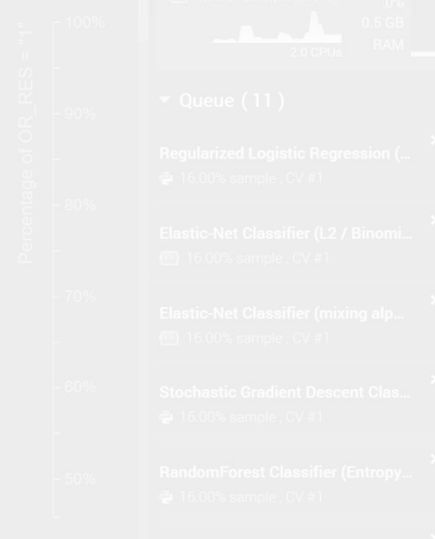 0%
0.5 GB
RAM
2.0 CPUs
Percentage of OR_RES = "1"
100%
90%
80%
70%
60%
50%
Queue (11)
Regularized Logistic Regression (...
16.00% sample, CV #1
Elastic-Net Classifier (L2 / Binomi...
16.00% sample, CV #1
Elastic-Net Classifier (mixing alp...
16.00% sample, CV #1
Stochastic Gradient Descent Clas...
16.00% sample, CV #1
RandomForest Classifier (Entropy...
16.00% sample, CV #1